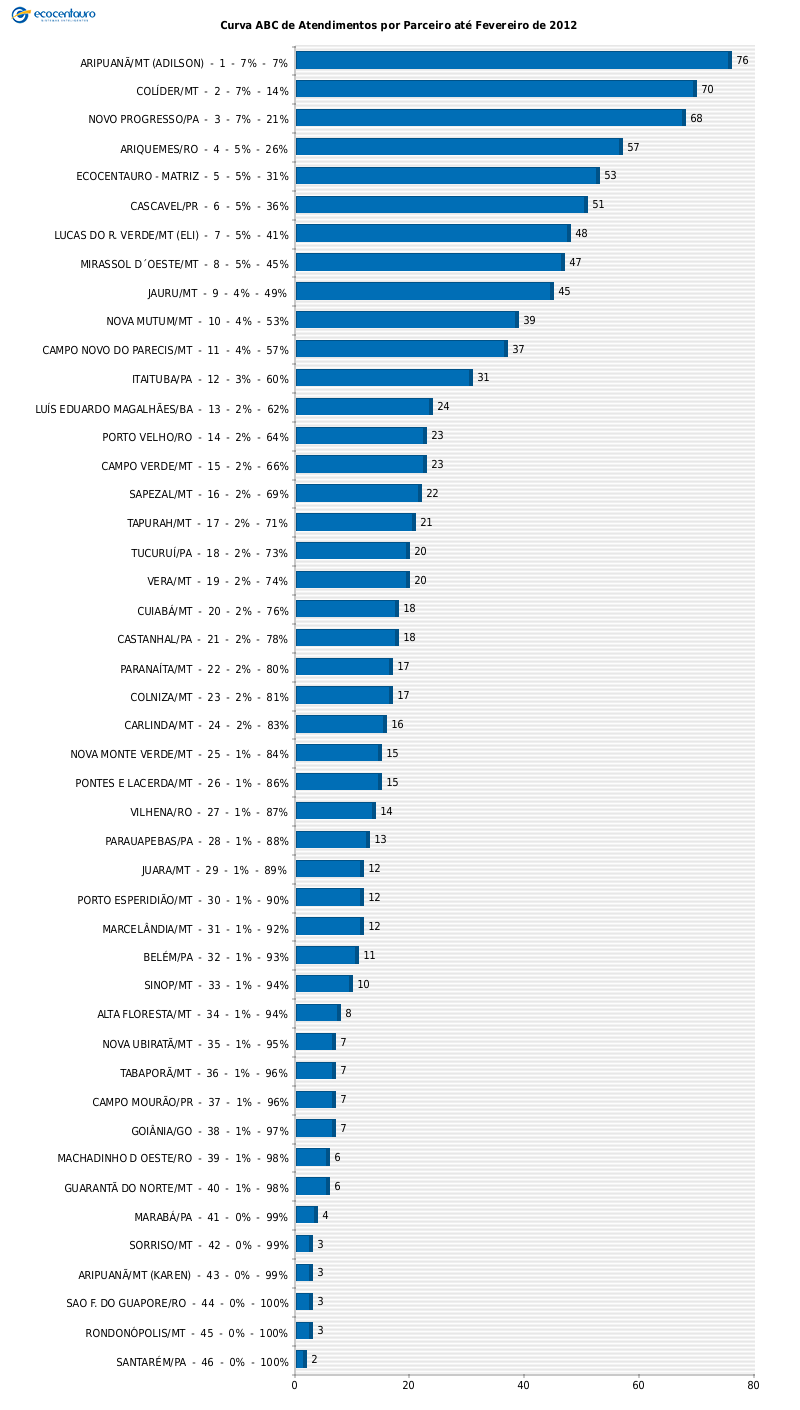 ecocentauro
Curva ABC de Atendimentos por Parceiro até Fevereiro de 2012
ARIPUANÃ/MT (ADILSON) - 1 - 7% - 7% 76
COLÍDER/MT - 2 - 7% - 14% 70
NOVO PROGRESSO/PA - 3 - 7% - 21% 68
ARIQUEMES/RO - 4 - 5% - 26% 57
ECOCENTAURO - MATRIZ - 5 - 5% - 31% 53
CASCAVEL/PR - 6 - 5% - 36% 51
LUCAS DO R. VERDE/MT (ELI) - 7 - 5% - 41% 48
MIRASSOL D´OESTE/MT - 8 - 5% - 45% 47
JAURU/MT - 9 - 4% - 49% 45
NOVA MUTUM/MT - 10 - 4% - 53% 39
CAMPO NOVO DO PARECIS/MT - 11 - 4% - 57% 37
ITAITUBA/PA - 12 - 3% - 60% 31
LUÍS EDUARDO MAGALHÃES/BA - 13 - 2% - 62% 24
PORTO VELHO/RO - 14 - 2% - 64% 23
CAMPO VERDE/MT - 15 - 2% - 66% 23
SAPEZAL/MT - 16 - 2% - 69% 22
TAPURAH/MT - 17 - 2% - 71% 21
TUCURUÍ/PA - 18 - 2% - 73% 20
VERA/MT - 19 - 2% - 74% 20
CUIABÁ/MT - 20 - 2% - 76% 18
CASTANHAL/PA - 21 - 2% - 78% 18
PARANAÍTA/MT - 22 - 2% - 80% 17
COLNIZA/MT - 23 - 2% - 81% 17
CARLINDA/MT - 24 - 2% - 83% 16
NOVA MONTE VERDE/MT - 25 - 1% - 84% 15
PONTES E LACERDA/MT - 26 - 1% - 86% 15
VILHENA/RO - 27 - 1% - 87% 14
PARAUAPEBAS/PA - 28 - 1% - 88% 13
JUARA/MT - 29 - 1% - 89% 12
PORTO ESPERIDIÃO/MT - 30 - 1% - 90% 12
MARCELÂNDIA/MT - 31 - 1% - 92% 12
BELÉM/PA - 32 - 1% - 93% 11
SINOP/MT - 33 - 1% - 94% 10
ALTA FLORESTA/MT - 34 - 1% - 94% 8
NOVA UBIRATÃ/MT - 35 - 1% - 95% 7
TABAPORÃ/MT - 36 - 1% - 96% 7
CAMPO MOURÃO/PR - 37 - 1% - 96% 7
GOIÂNIA/GO - 38 - 1% - 97% 7
MACHADINHO D OESTE/RO - 39 - 1% - 98% 6
GUARANTÃ DO NORTE/MT - 40 - 1% - 98% 6
MARABÁ/PA - 41 - 0% - 99% 4
SORRISO/MT - 42 - 0% - 99% 3
ARIPUANÃ/MT (KAREN) - 43 - 0% - 99% 3
SAO F. DO GUAPORE/RO - 44 - 0% - 100% 3
RONDONÓPOLIS/MT - 45 - 0% - 100% 3
SANTARÉM/PA - 46 - 0% - 100% 2
0 20 40 60 80